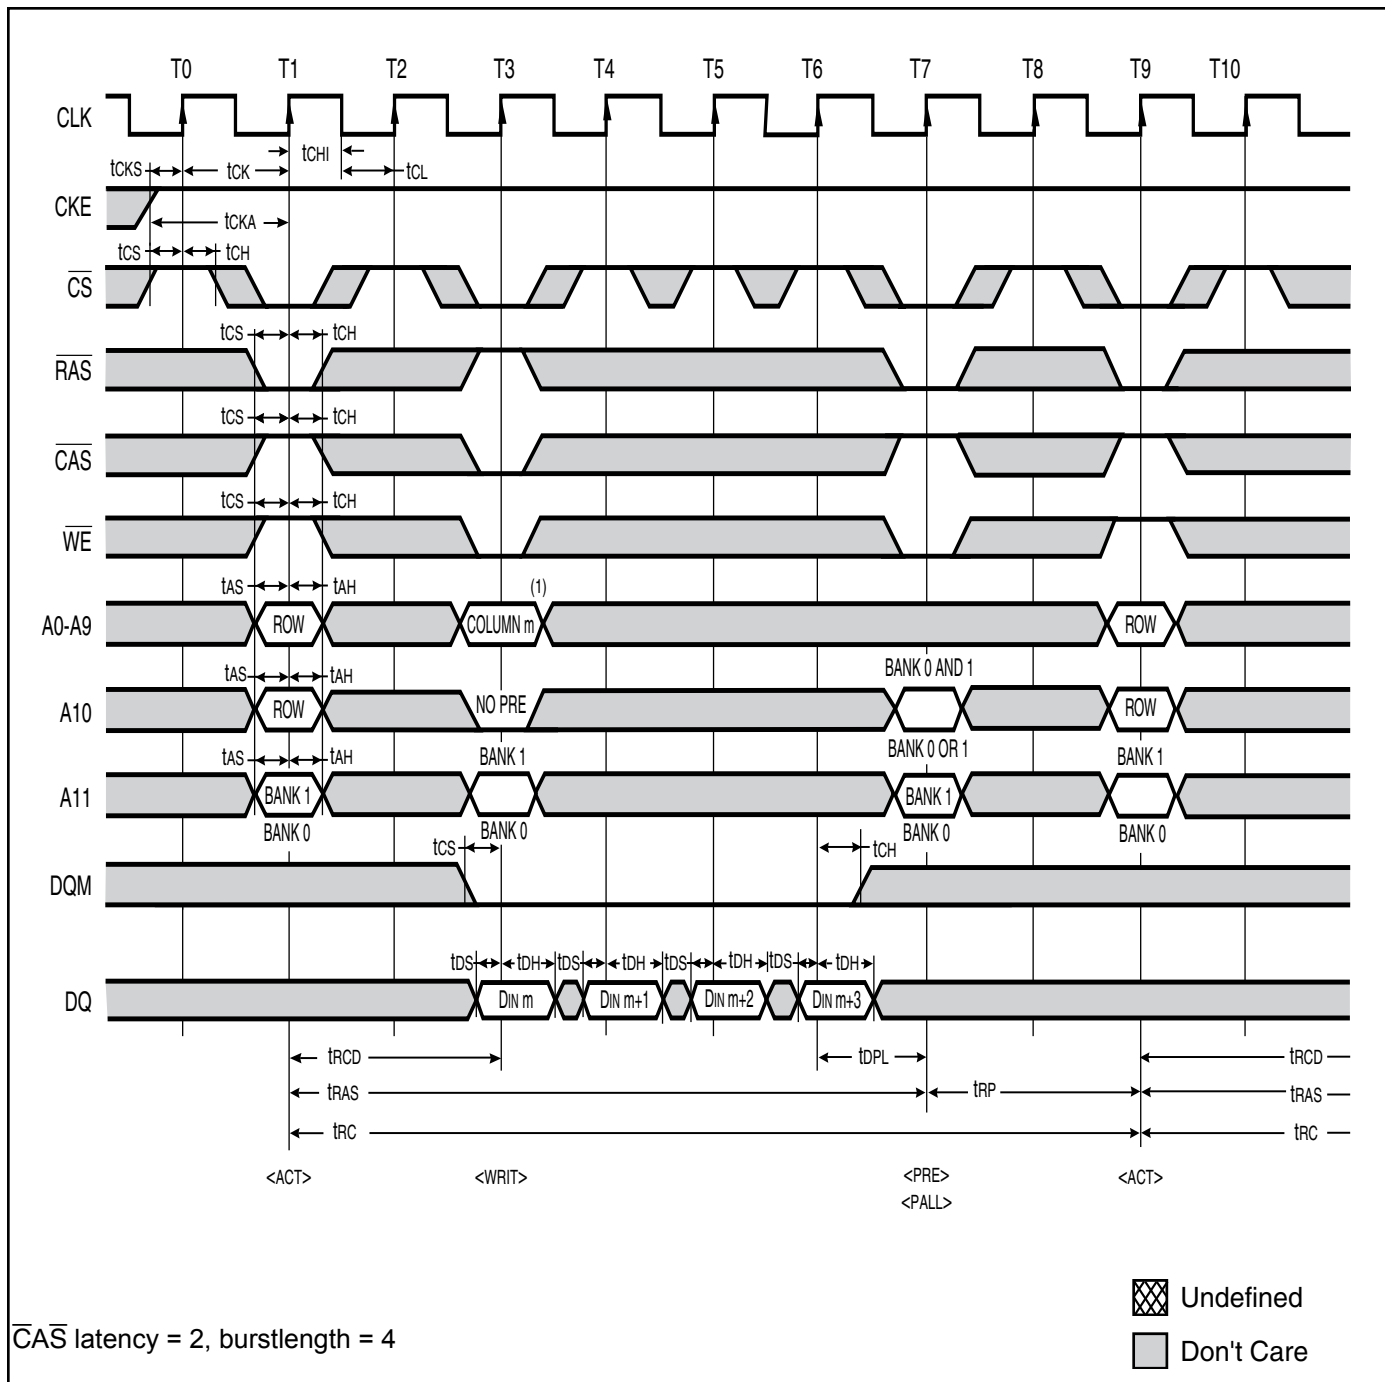 T0 T1 T2 T3 T4 T5 T6 T7 T8 T9 T10
CLK
tCHI
tCKS tCK tCL
CKE
tCKA
tCS tCH
CS
tCS tCH
RAS
tCS tCH
CAS
tCS tCH
WE
tAS tAH (1)
A0-A9 ROW COLUMN m ROW
BANK 0 AND 1
tAS tAH
A10 ROW NO PRE ROW
BANK 0 OR 1
tAS tAH BANK 1 BANK 1
A11 BANK 1 BANK 1
BANK 0 BANK 0 BANK 0 BANK 0
tCS tCH
DQM
tDS tDH tDS tDH tDS tDH tDS tDH
DQ DIN m DIN m+1 DIN m+2 DIN m+3
tRCD tDPL tRCD
tRAS tRP tRAS
tRC tRC
<ACT> <WRIT> <PRE> <ACT>
<PALL>
Undefined
CAS latency = 2, burstlength = 4
Don't Care